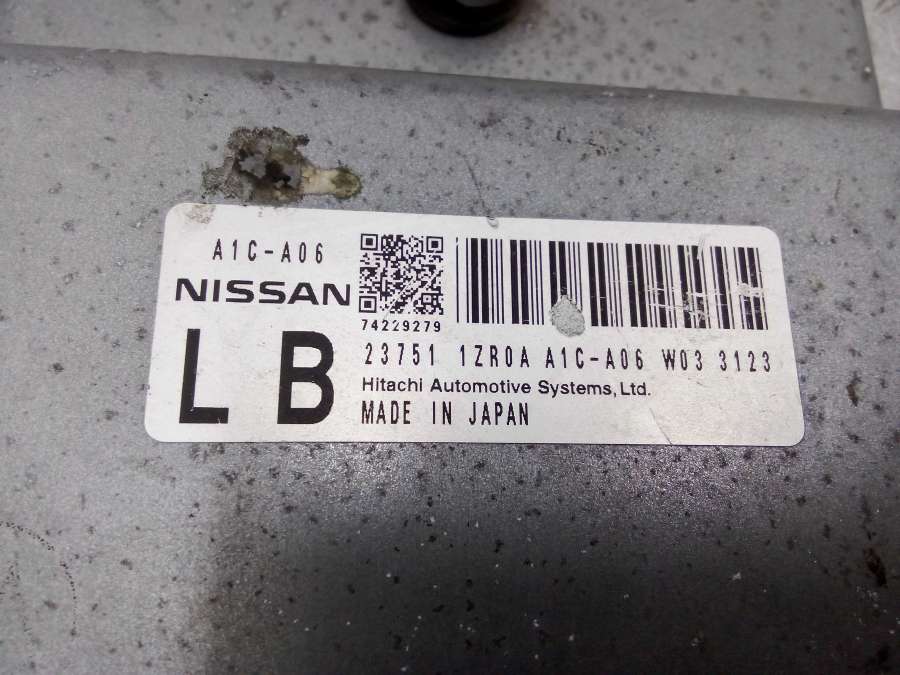 A1C-A06
NISSAN
74229279
LB
23751 1ZR0A A1C-A06 W03 3123
Hitachi Automotive Systems, Ltd.
MADE IN JAPAN